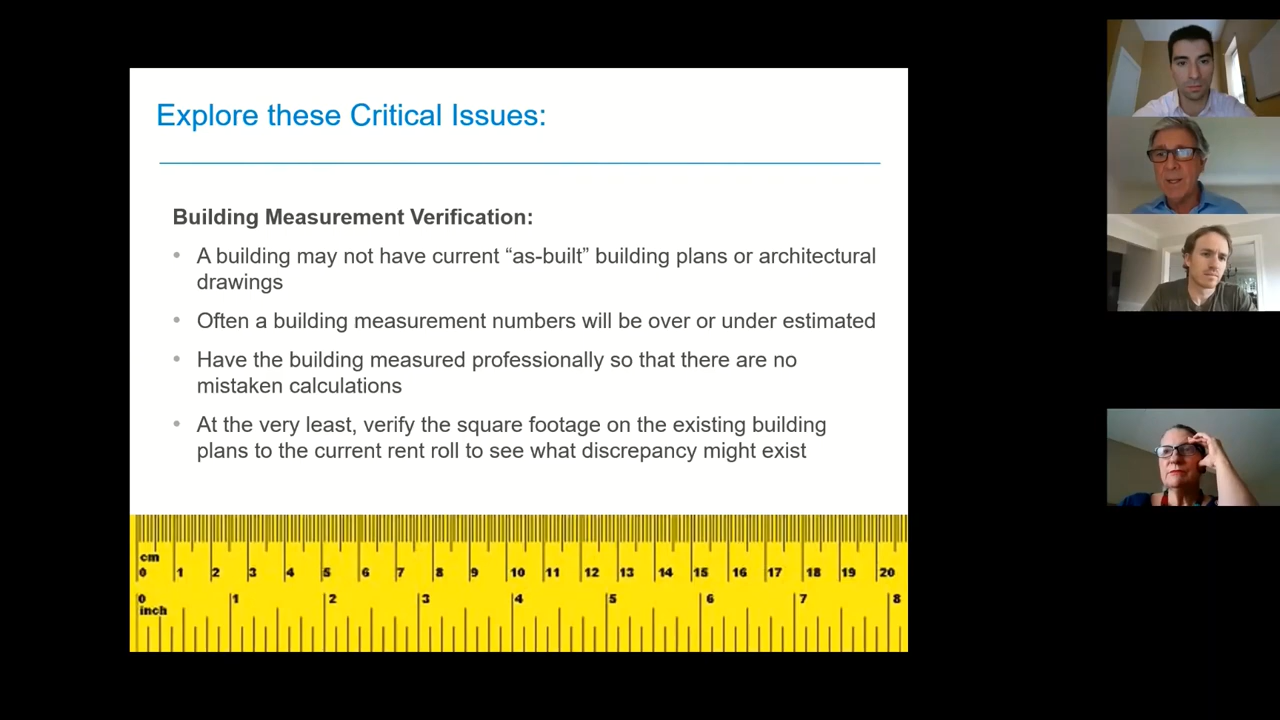 Explore these Critical Issues:
Building Measurement Verification:
• A building may not have current “as-built” building plans or architectural
drawings
• Often a building measurement numbers will be over or under estimated
• Have the building measured professionally so that there are no
mistaken calculations
• At the very least, verify the square footage on the existing building
plans to the current rent roll to see what discrepancy might exist
cm
0 1 2 3 4 5 6 7 8 9 10 11 12 13 14 15 16 17 18 19 20
0 1 2 3 4 5 6 7 8
inch